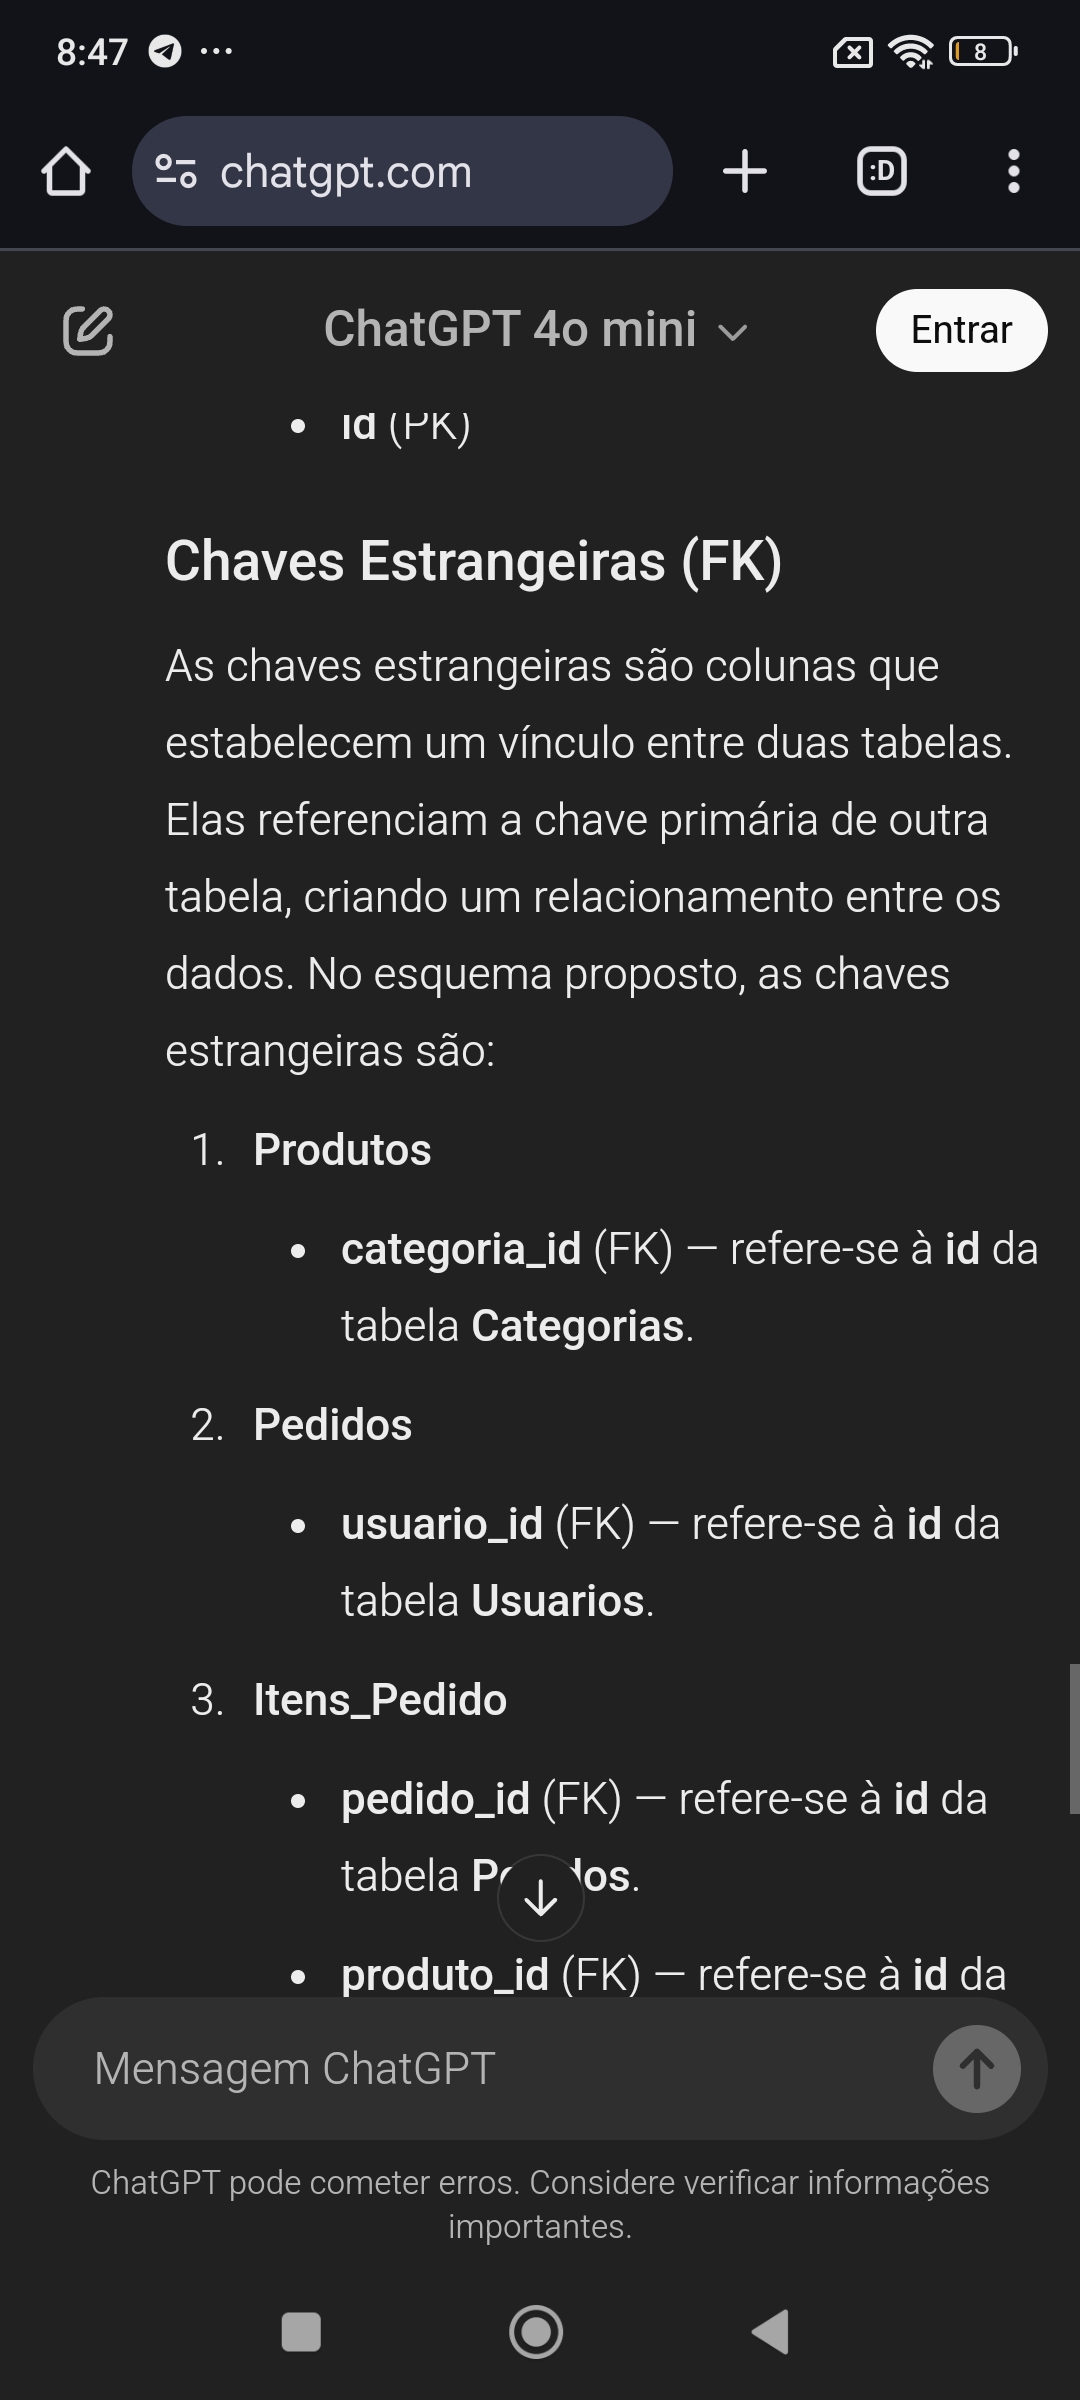 8:47
8
chatgpt.com
:D
ChatGPT 4o mini
Entrar
id (PK)
Chaves Estrangeiras (FK)
As chaves estrangeiras são colunas que
estabelecem um vínculo entre duas tabelas.
Elas referenciam a chave primária de outra
tabela, criando um relacionamento entre os
dados. No esquema proposto, as chaves
estrangeiras são:
1. Produtos
• categoria_id (FK) — refere-se à id da
tabela Categorias.
2. Pedidos
• usuario_id (FK) — refere-se à id da
tabela Usuarios.
3. Itens_Pedido
• pedido_id (FK) — refere-se à id da
tabela
• produto_id (FK) — refere-se à id da
Mensagem ChatGPT
ChatGPT pode cometer erros. Considere verificar informações
importantes.